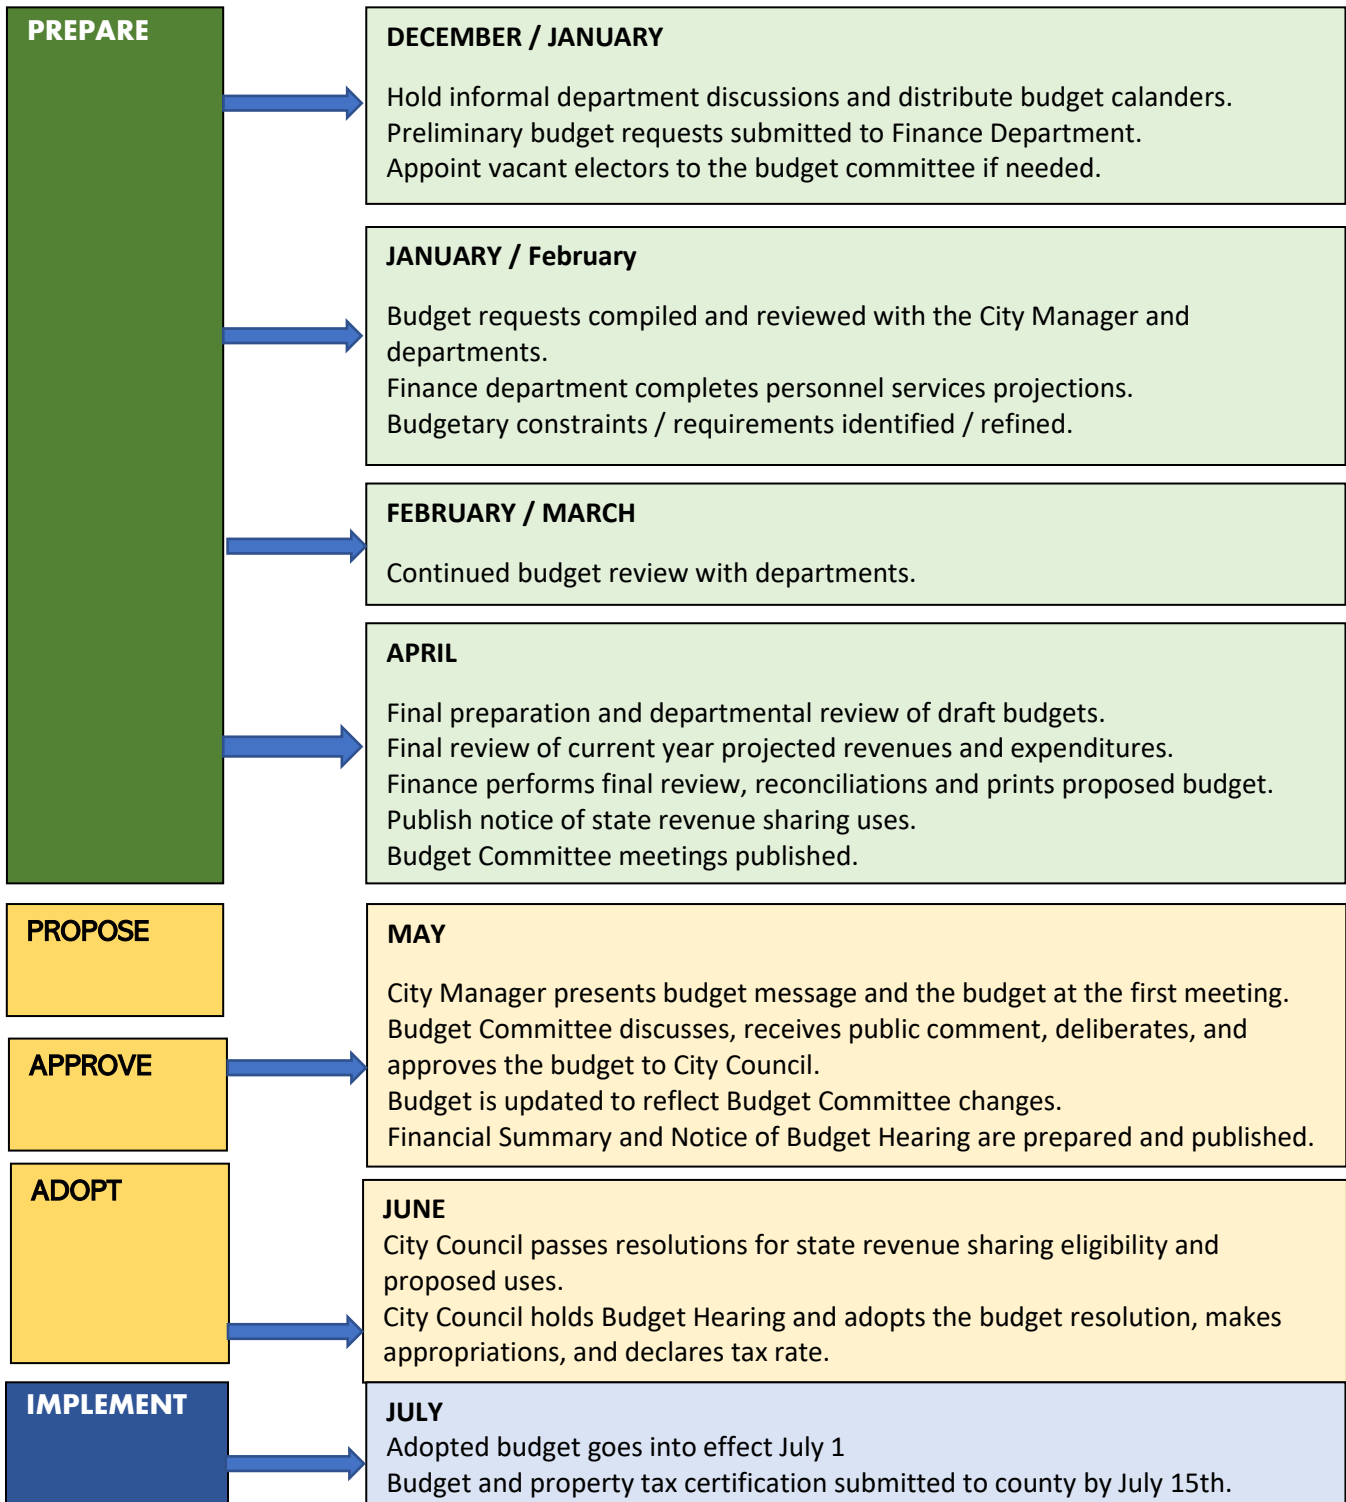 PREPARE
DECEMBER / JANUARY
Hold informal department discussions and distribute budget calanders.
Preliminary budget requests submitted to Finance Department.
Appoint vacant electors to the budget committee if needed.
JANUARY / February
Budget requests compiled and reviewed with the City Manager and
departments.
Finance department completes personnel services projections.
Budgetary constraints / requirements identified / refined.
FEBRUARY / MARCH
Continued budget review with departments.
APRIL
Final preparation and departmental review of draft budgets.
Final review of current year projected revenues and expenditures.
Finance performs final review, reconciliations and prints proposed budget.
Publish notice of state revenue sharing uses.
Budget Committee meetings published.
PROPOSE
APPROVE
MAY
City Manager presents budget message and the budget at the first meeting.
Budget Committee discusses, receives public comment, deliberates, and
approves the budget to City Council.
Budget is updated to reflect Budget Committee changes.
Financial Summary and Notice of Budget Hearing are prepared and published.
ADOPT
JUNE
City Council passes resolutions for state revenue sharing eligibility and
proposed uses.
City Council holds Budget Hearing and adopts the budget resolution, makes
appropriations, and declares tax rate.
IMPLEMENT
JULY
Adopted budget goes into effect July 1
Budget and property tax certification submitted to county by July 15th.